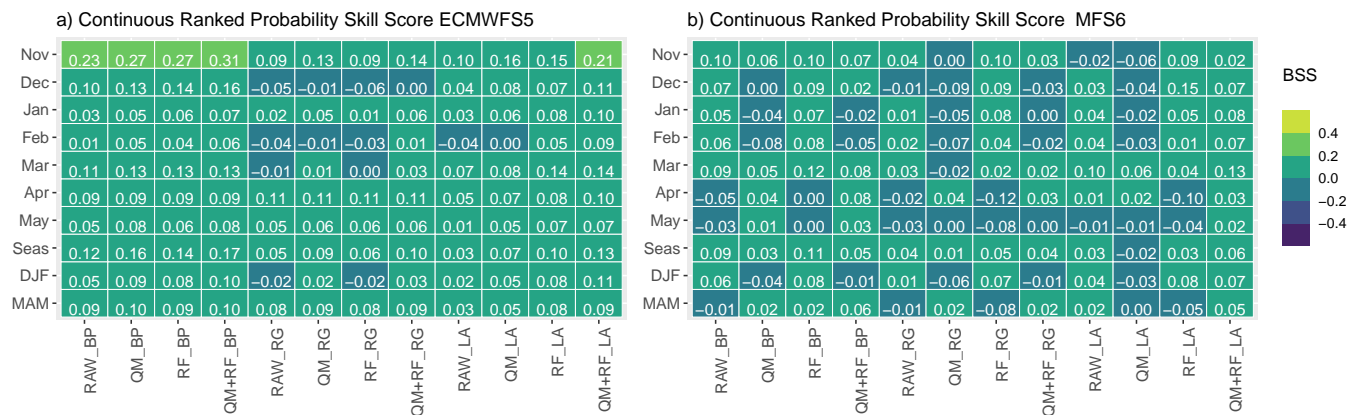 a) Continuous Ranked Probability Skill Score ECMWFS5
Nov 0.23 0.27 0.27 0.31 0.09 0.13 0.09 0.14 0.10 0.16 0.15 0.21
Dec 0.10 0.13 0.14 0.16 −0.05 −0.01 −0.06 0.00 0.04 0.08 0.07 0.11
Jan 0.03 0.05 0.06 0.07 0.02 0.05 0.01 0.06 0.03 0.06 0.08 0.10
Feb 0.01 0.05 0.04 0.06 −0.04 −0.01 −0.03 0.01 −0.04 0.00 0.05 0.09
Mar 0.11 0.13 0.13 0.13 −0.01 0.01 0.00 0.03 0.07 0.08 0.14 0.14
Apr 0.09 0.09 0.09 0.09 0.11 0.11 0.11 0.11 0.05 0.07 0.08 0.10
May 0.05 0.08 0.06 0.08 0.05 0.06 0.06 0.06 0.01 0.05 0.07 0.07
Seas 0.12 0.16 0.14 0.17 0.05 0.09 0.06 0.10 0.03 0.07 0.10 0.13
DJF 0.05 0.09 0.08 0.10 −0.02 0.02 −0.02 0.03 0.02 0.05 0.08 0.11
MAM 0.09 0.10 0.09 0.10 0.08 0.09 0.08 0.09 0.03 0.05 0.08 0.09
RAW_BP QM_BP RF_BP QM+RF_BP RAW_RG QM_RG RF_RG QM+RF_RG RAW_LA QM_LA RF_LA QM+RF_LA
b) Continuous Ranked Probability Skill Score MFS6
Nov 0.10 0.06 0.10 0.07 0.04 0.00 0.10 0.03 −0.02 −0.06 0.09 0.02
Dec 0.07 0.00 0.09 0.02 −0.01 −0.09 0.09 −0.03 0.03 −0.04 0.15 0.07
Jan 0.05 −0.04 0.07 −0.02 0.01 −0.05 0.08 0.00 0.04 −0.02 0.05 0.08
Feb 0.06 −0.08 0.08 −0.05 0.02 −0.07 0.04 −0.02 0.04 −0.03 0.01 0.07
Mar 0.09 0.05 0.12 0.08 0.03 −0.02 0.02 0.02 0.10 0.06 0.04 0.13
Apr −0.05 0.04 0.00 0.08 −0.02 0.04 −0.12 0.03 0.01 0.02 −0.10 0.03
May −0.03 0.01 0.00 0.03 −0.03 0.00 −0.08 0.00 −0.01 −0.01 −0.04 0.02
Seas 0.09 0.03 0.11 0.05 0.04 0.01 0.05 0.04 0.03 −0.02 0.03 0.06
DJF 0.06 −0.04 0.08 −0.01 0.01 −0.06 0.07 −0.01 0.04 −0.03 0.08 0.07
MAM −0.01 0.02 0.02 0.06 −0.01 0.02 −0.08 0.02 0.02 0.00 −0.05 0.05
RAW_BP QM_BP RF_BP QM+RF_BP RAW_RG QM_RG RF_RG QM+RF_RG RAW_LA QM_LA RF_LA QM+RF_LA
BSS
0.4
0.2
0.0
−0.2
−0.4